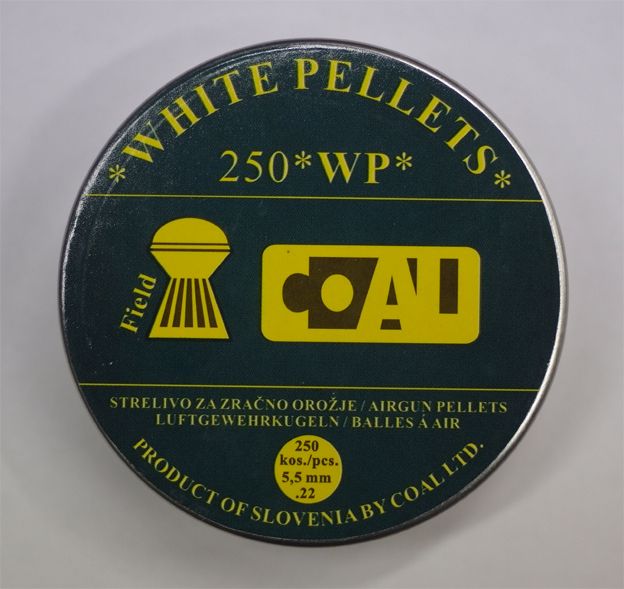 *WHITE PELLETS*
250*WP*
Field
COAL
STRELIVO ZA ZRAČNO OROŽJE / AIRGUN PELLETS
LUFTGEWEHRKUGELN / BALLES Á AIR
250
kos./pcs.
5,5 mm
.22
PRODUCT OF SLOVENIA BY COAL LTD.